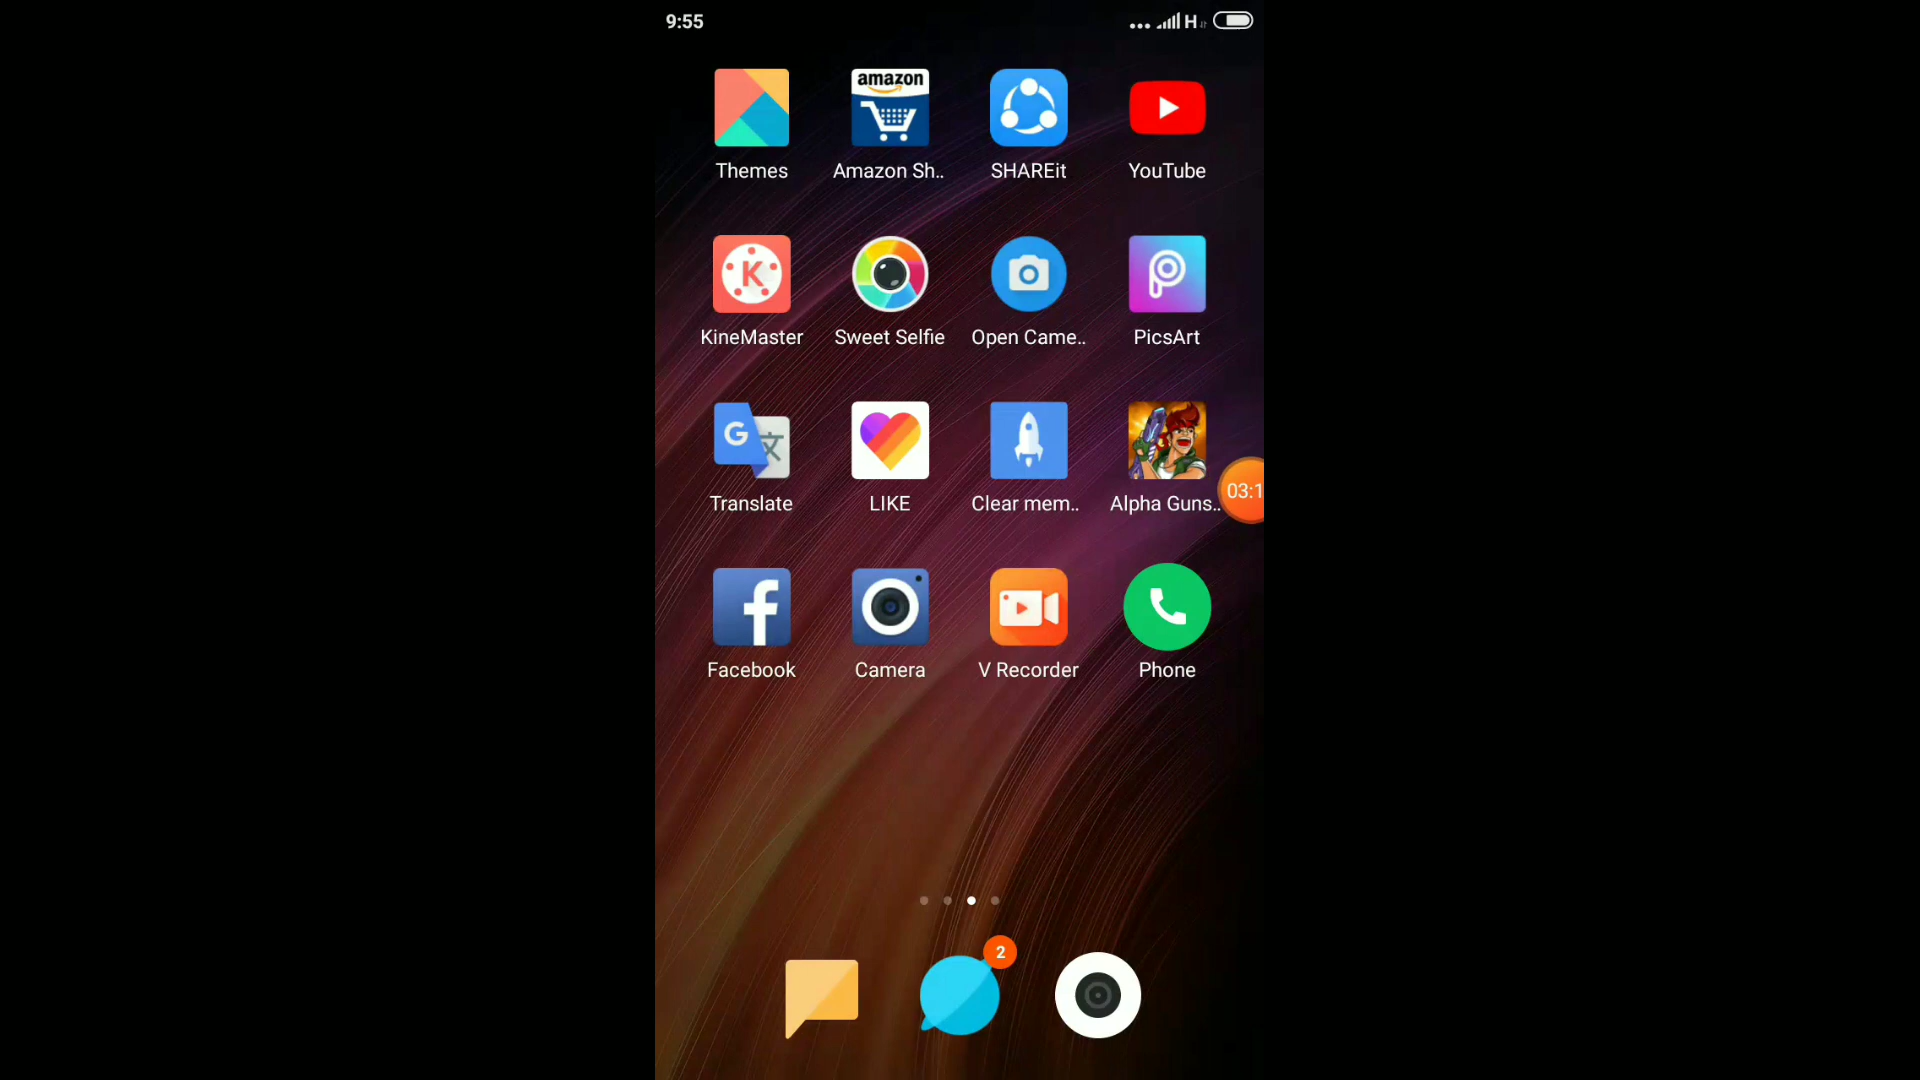 9:55
H
amazon
Themes
Amazon Sh..
SHAREit
YouTube
K
KineMaster
Sweet Selfie
Open Came..
PicsArt
G
文
Translate
LIKE
Clear mem..
Alpha Guns..
03:1
f
Facebook
Camera
V Recorder
Phone
2